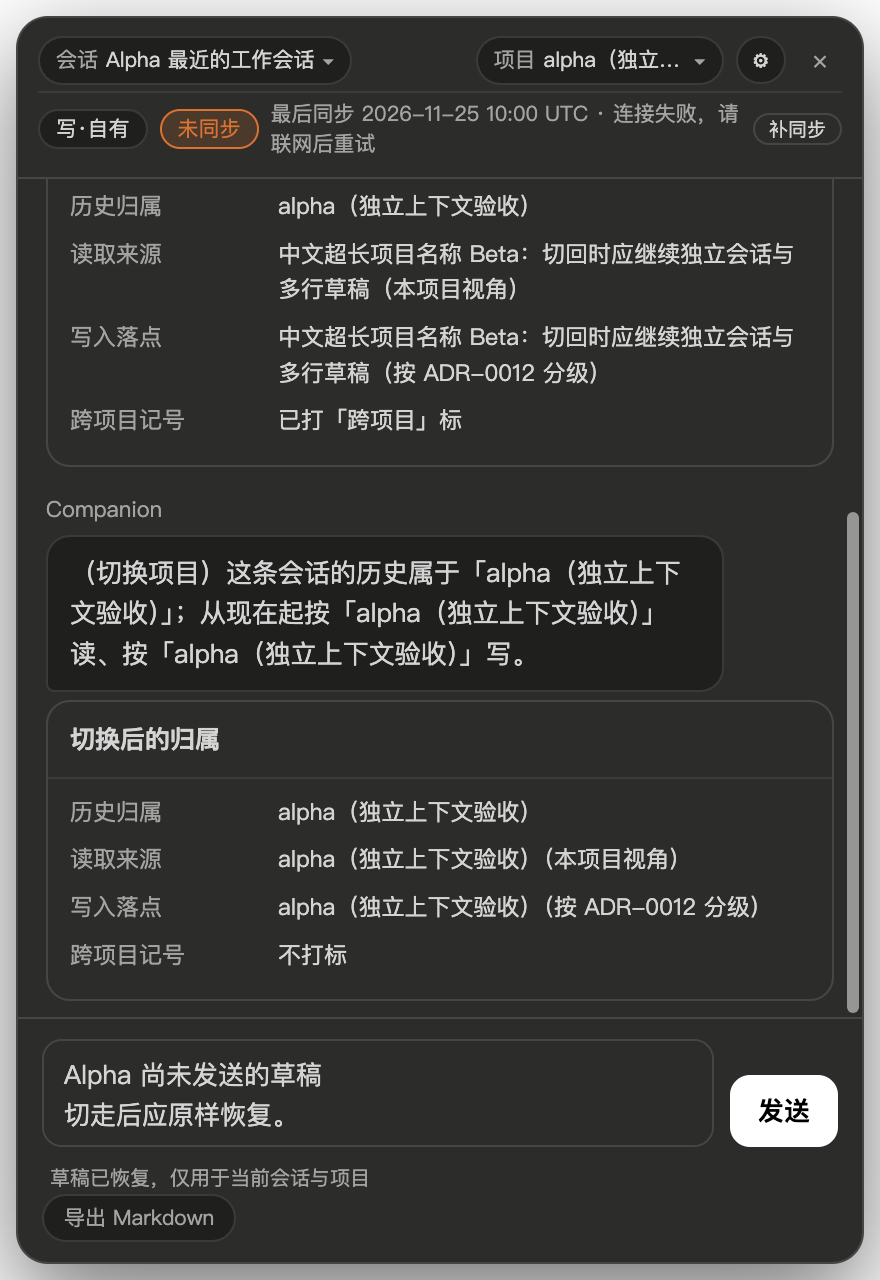 会话 Alpha 最近的工作会话
项目 alpha（独立…
写·自有
未同步
最后同步 2026-11-25 10:00 UTC · 连接失败，请
联网后重试
补同步
历史归属 alpha（独立上下文验收）
读取来源 中文超长项目名称 Beta：切回时应继续独立会话与
多行草稿（本项目视角）
写入落点 中文超长项目名称 Beta：切回时应继续独立会话与
多行草稿（按 ADR-0012 分级）
跨项目记号 已打「跨项目」标
Companion
（切换项目）这条会话的历史属于「alpha（独立上下
文验收）」；从现在起按「alpha（独立上下文验收）」
读、按「alpha（独立上下文验收）」写。
切换后的归属
历史归属 alpha（独立上下文验收）
读取来源 alpha（独立上下文验收）（本项目视角）
写入落点 alpha（独立上下文验收）（按 ADR-0012 分级）
跨项目记号 不打标
Alpha 尚未发送的草稿
切走后应原样恢复。
发送
草稿已恢复，仅用于当前会话与项目
导出 Markdown